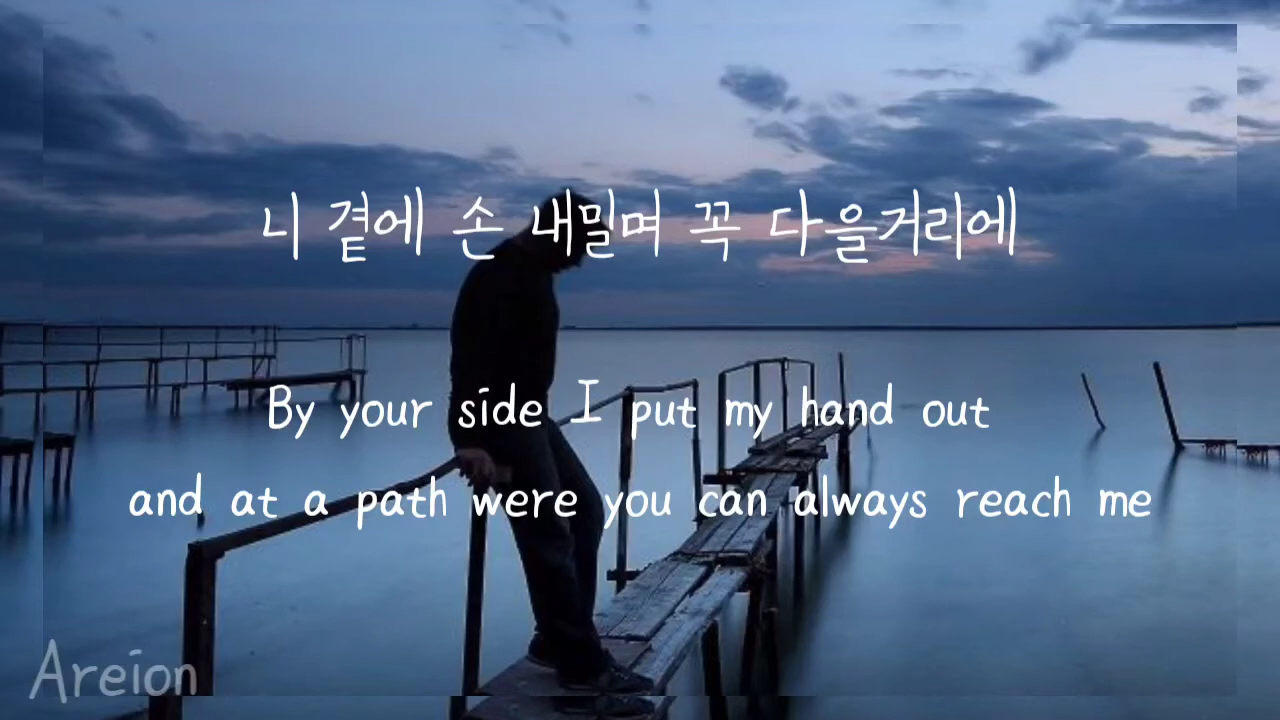 니 곁에 손 내밀며 꼭 다을거리에
By your side I put my hand out
and at a path were you can always reach me
Areion